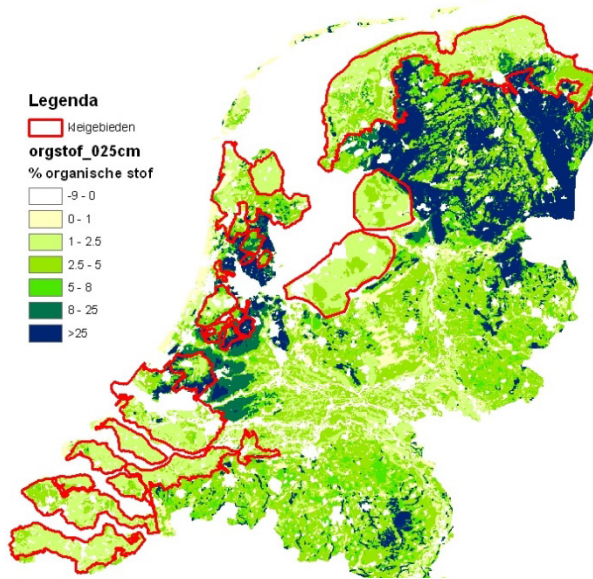 Legenda
kleigebieden
orgstof_025cm
% organische stof
-9 - 0
0 - 1
1 - 2.5
2.5 - 5
5 - 8
8 - 25
>25